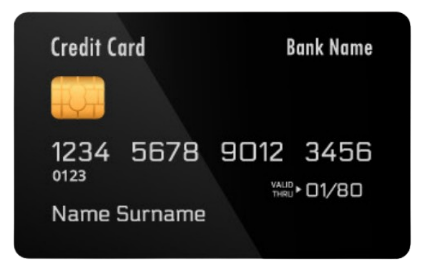 Credit Card Bank Name
1234 5678 9012 3456
0123
VALID THRU 01/80
Name Surname